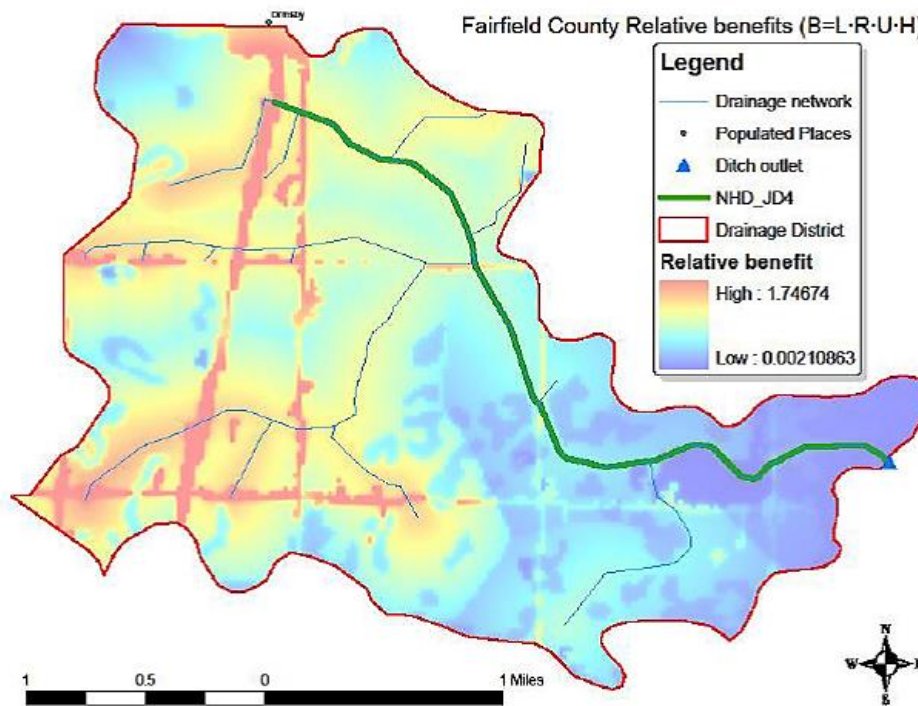 Ormsby
Fairfield County Relative benefits (B=L·R·U·H)
Legend
Drainage network
Populated Places
Ditch outlet
NHD_JD4
Drainage District
Relative benefit
High : 1.74674
Low : 0.00210863
N
W
S
1
0.5
0
1 Miles